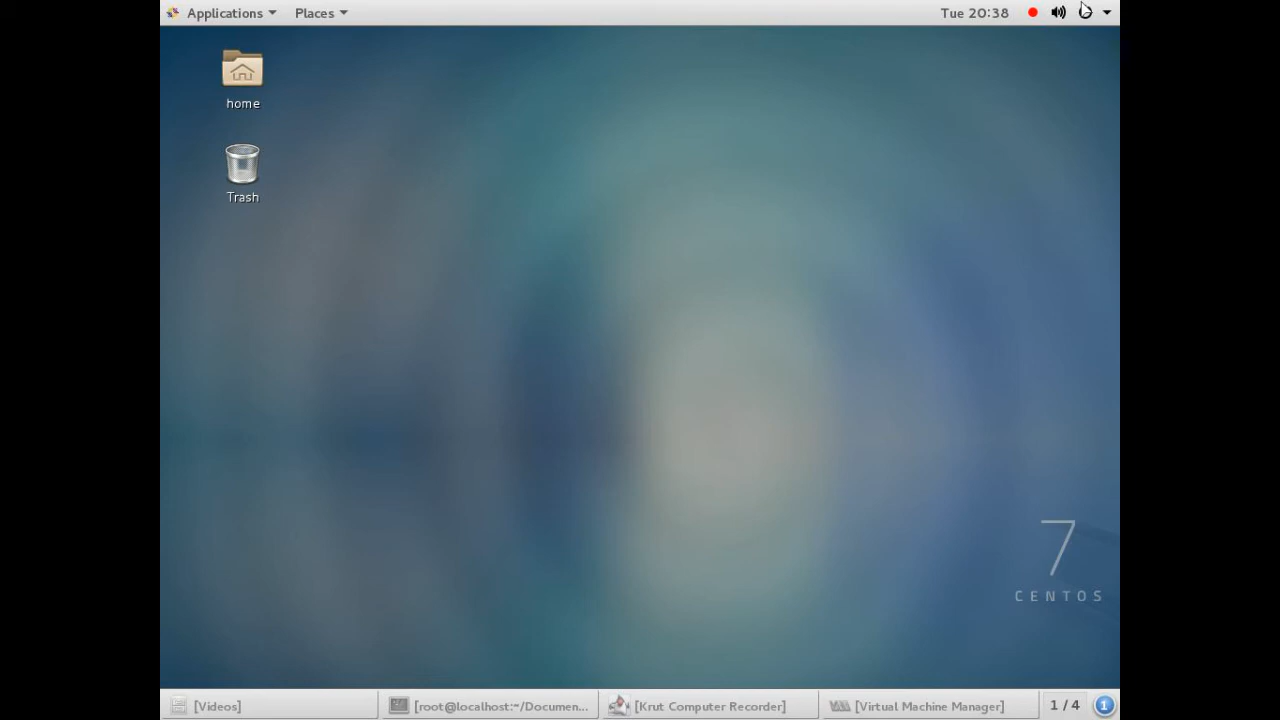 Applications Places Tue 20:38
home
Trash
7
CENTOS
[Videos] [root@localhost:~/Documen... [Krut Computer Recorder] [Virtual Machine Manager] 1 / 4 1